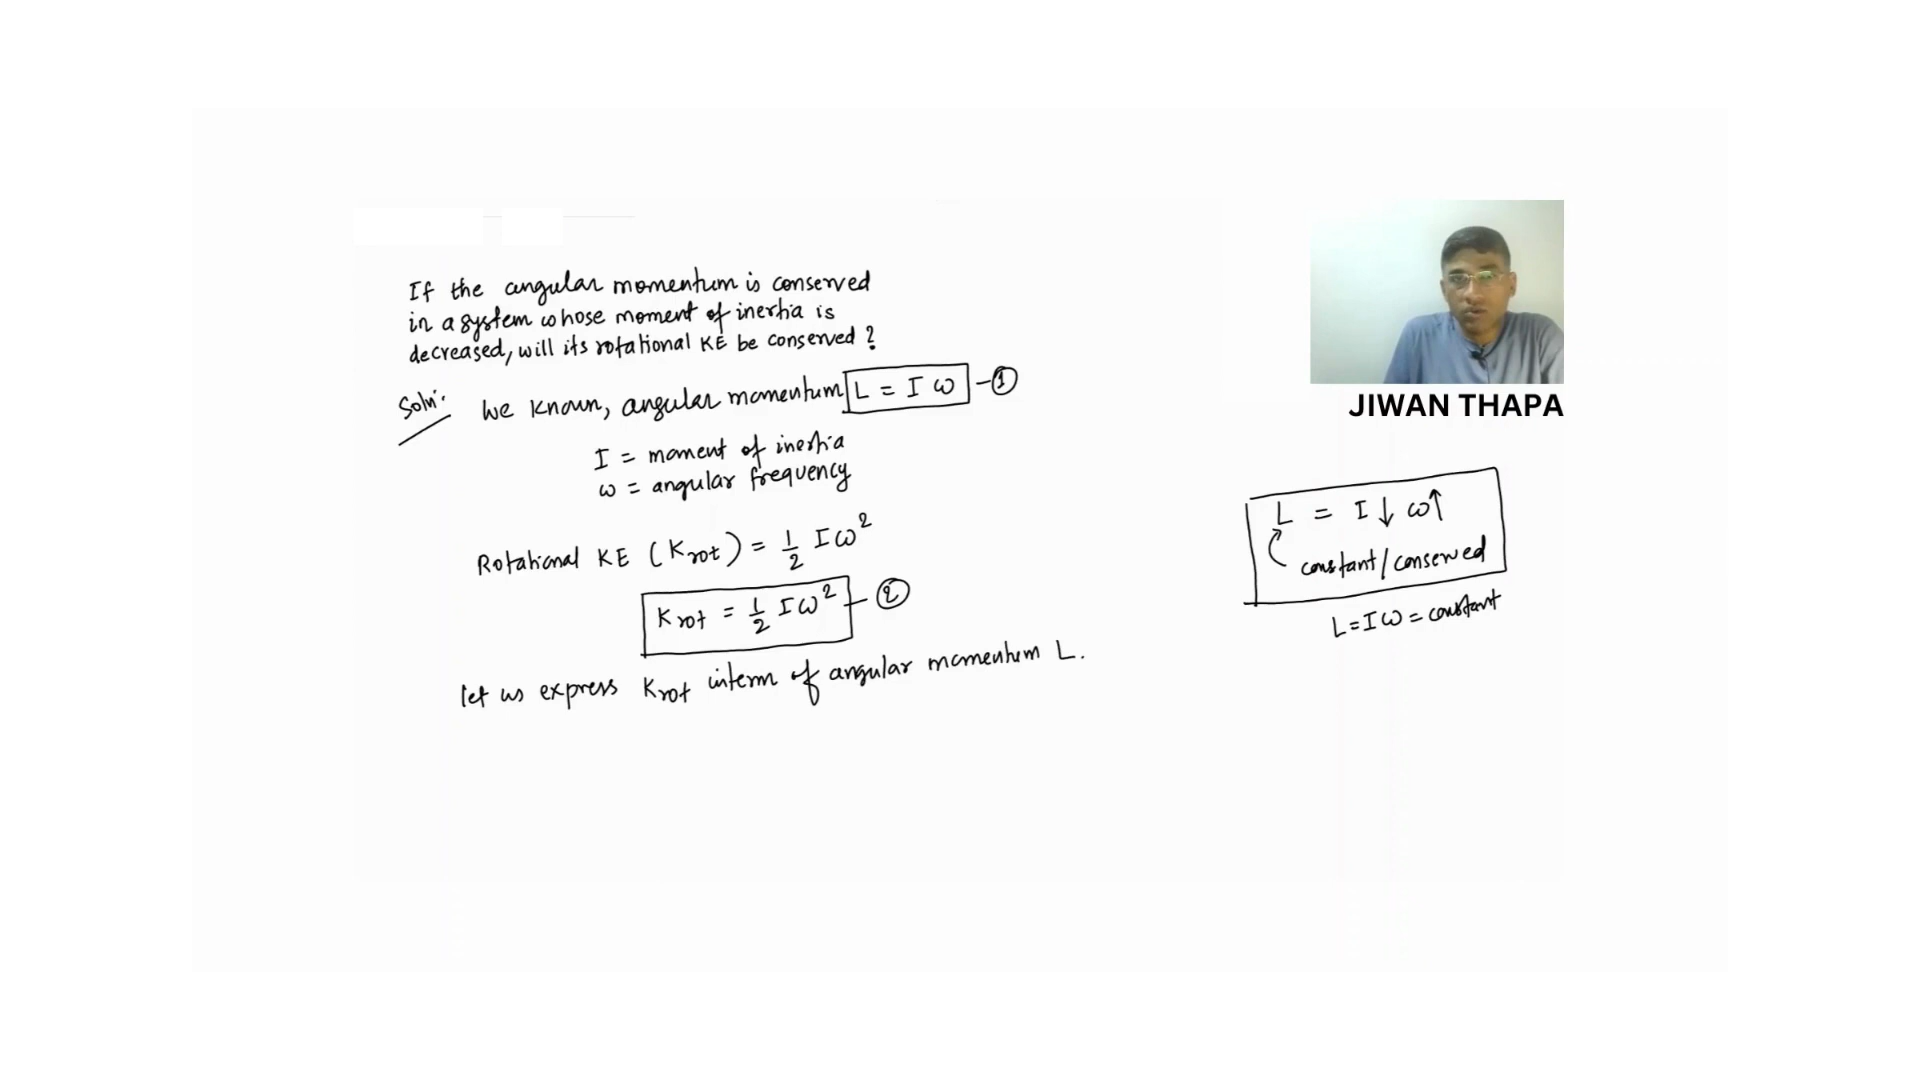 If the angular momentum is conserved
in a system whose moment of inertia is
decreased, will its rotational KE be conserved ?
Soln: We known, angular momentum L = I ω - ①
I = moment of inertia
ω = angular frequency
Rotational KE (Krot) = 1/2 Iω²
Krot = 1/2 Iω² - ②
let us express Krot interm of angular momentum L.
JIWAN THAPA
L = I↓ ω↑
constant/conserved
L = Iω = constant